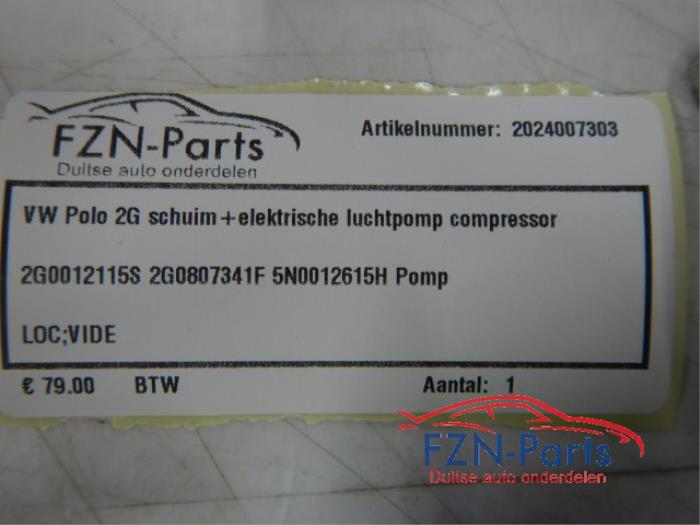 FZN-Parts
Duitse auto onderdelen
Artikelnummer: 2024007303
VW Polo 2G schuim+elektrische luchtpomp compressor
2G0012115S 2G0807341F 5N0012615H Pomp
LOC;VIDE
€ 79.00 BTW Aantal: 1
FZN-Parts
Duitse auto onderdelen